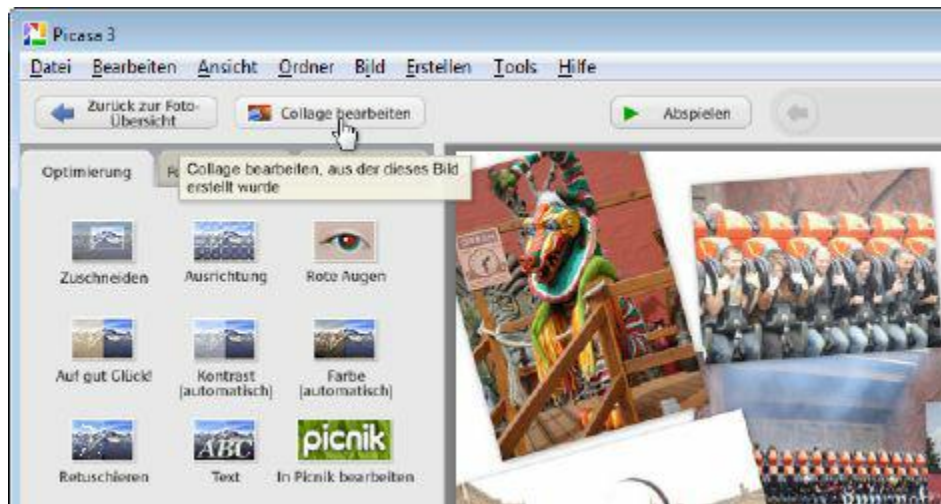 Picasa 3
Datei Bearbeiten Ansicht Ordner Bild Erstellen Tools Hilfe
Zurück zur Foto-
Übersicht
Collage bearbeiten
Abspielen
Optimierung
Collage bearbeiten, aus der dieses Bild
erstellt wurde
Zuschneiden Ausrichtung Rote Augen
Auf gut Glück! Kontrast Farbe
(automatisch) (automatisch)
ABC picnik
Retuschieren Text In Picnik bearbeiten